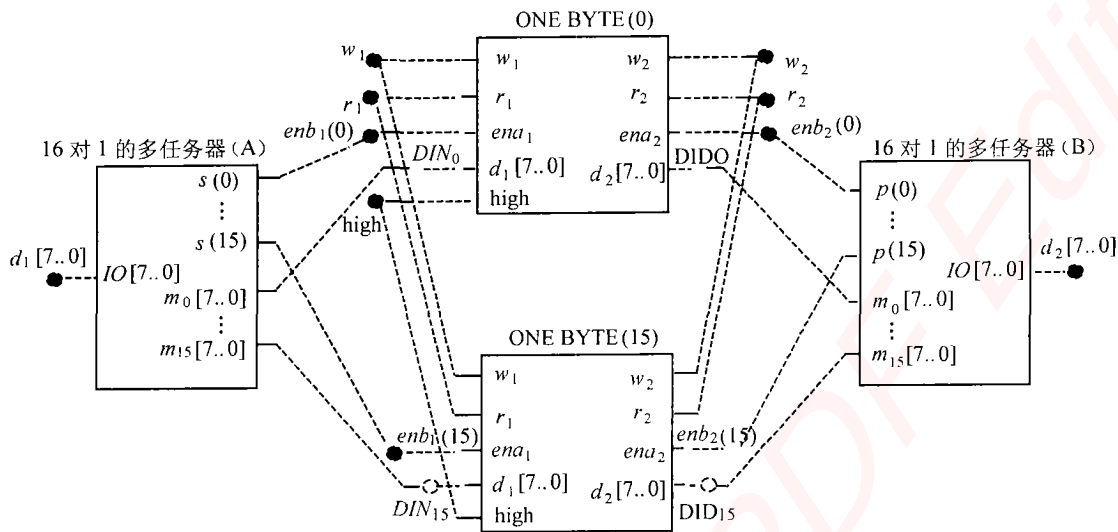 ONE BYTE(0)
w₁
w₁
w₂
w₂
r₁
r₁
r₂
r₂
enb₁(0)
ena₁
ena₂
enb₂(0)
16 对 1 的多任务器(A)
DIN₀
d₁[7..0]
d₂[7..0]
DIDO
16 对 1 的多任务器(B)
s(0)
high
high
p(0)
⋮
⋮
s(15)
p(15)
d₁[7..0]
IO[7..0]
IO[7..0]
d₂[7..0]
m₀[7..0]
m₀[7..0]
⋮
⋮
m₁₅[7..0]
m₁₅[7..0]
ONE BYTE(15)
w₁
w₂
r₁
r₂
enb₁(15)
ena₁
ena₂
enb₂(15)
d₁[7..0]
d₂[7..0]
DIN₁₅
high
DID₁₅
PDF Edit